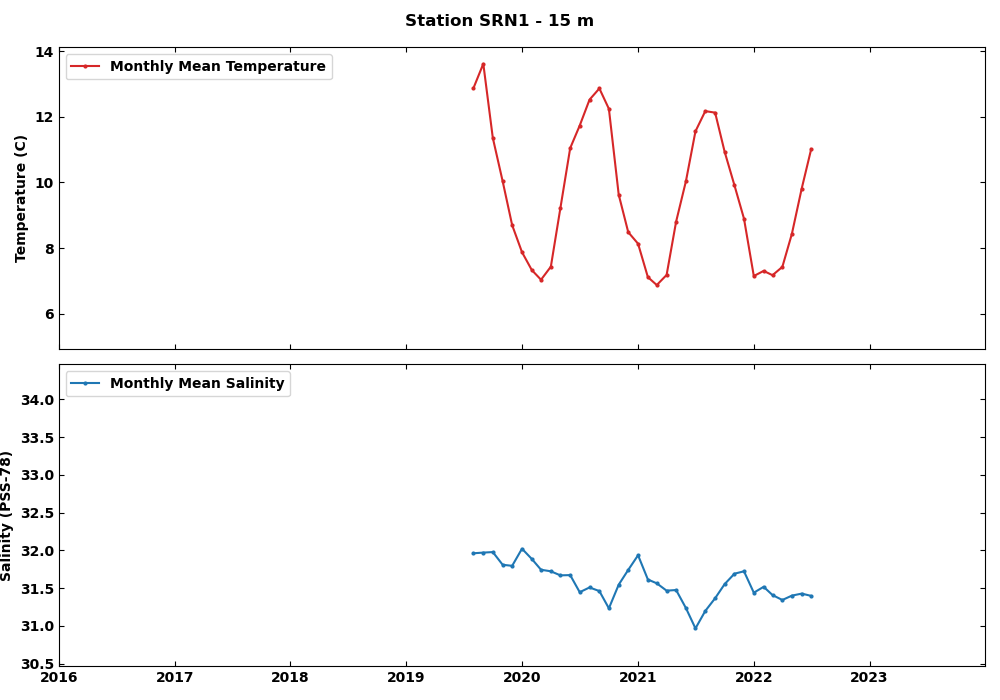 Station SRN1 - 15 m
Monthly Mean Temperature
Temperature (C)
14
12
10
8
6
Monthly Mean Salinity
Salinity (PSS-78)
34.0
33.5
33.0
32.5
32.0
31.5
31.0
30.5
2016 2017 2018 2019 2020 2021 2022 2023